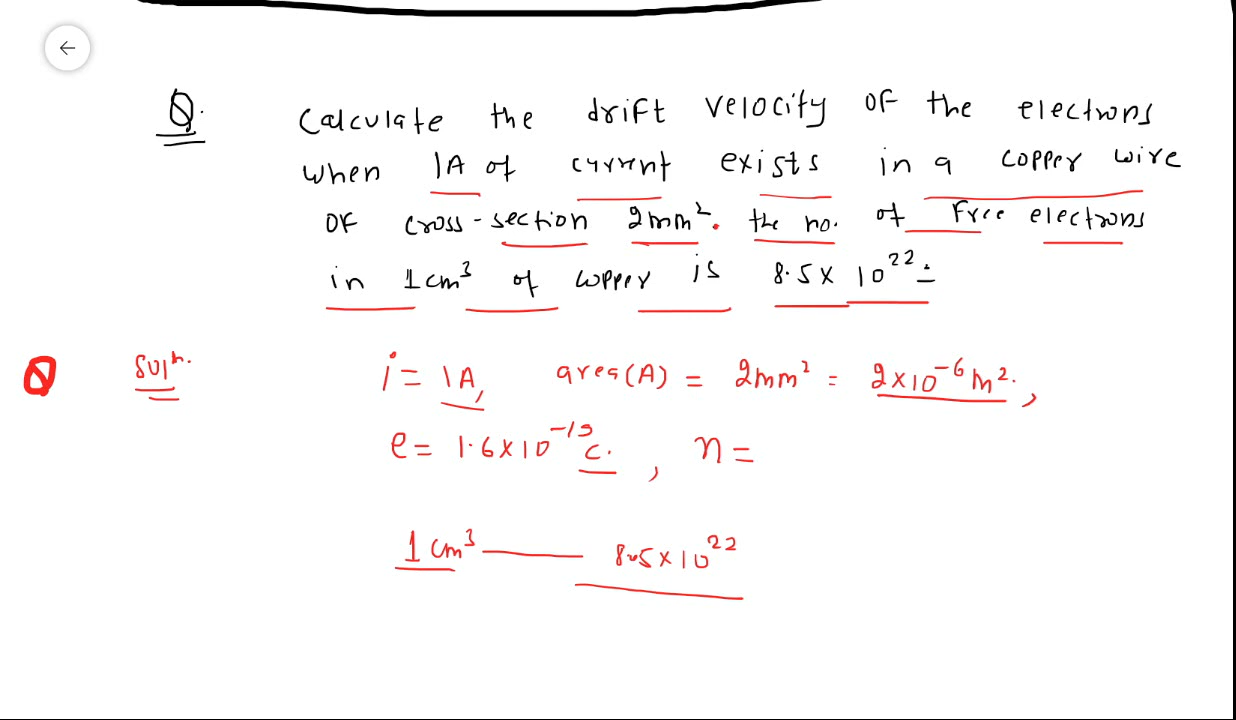 Q. Calculate the drift velocity of the electrons
when 1A of current exists in a copper wire
of cross-section 2mm². the no. of free electrons
in 1cm³ of copper is 8.5 x 10²² :
Solⁿ. i = 1A, area(A) = 2mm² = 2x10⁻⁶ m².,
e = 1.6x10⁻¹⁹ C. , n =
1 cm³ —— 8.5x10²²